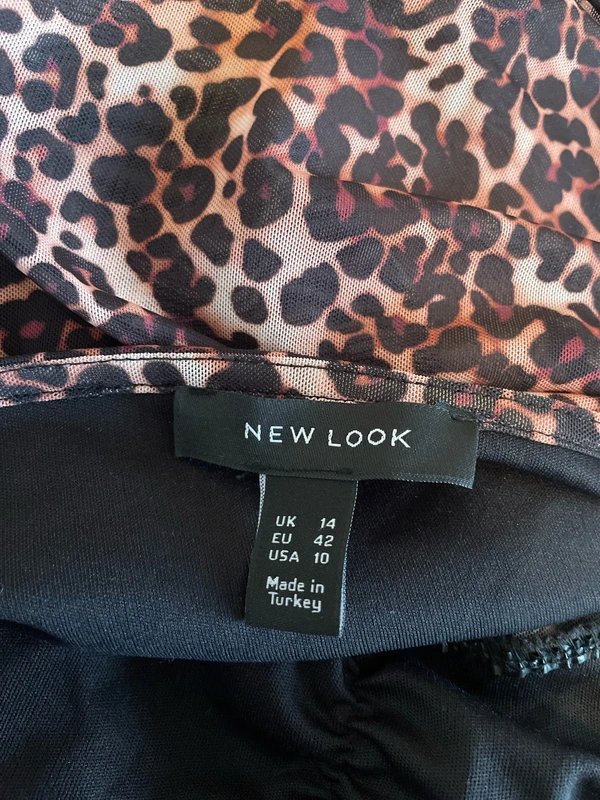 NEW LOOK
UK 14
EU 42
USA 10
Made in
Turkey